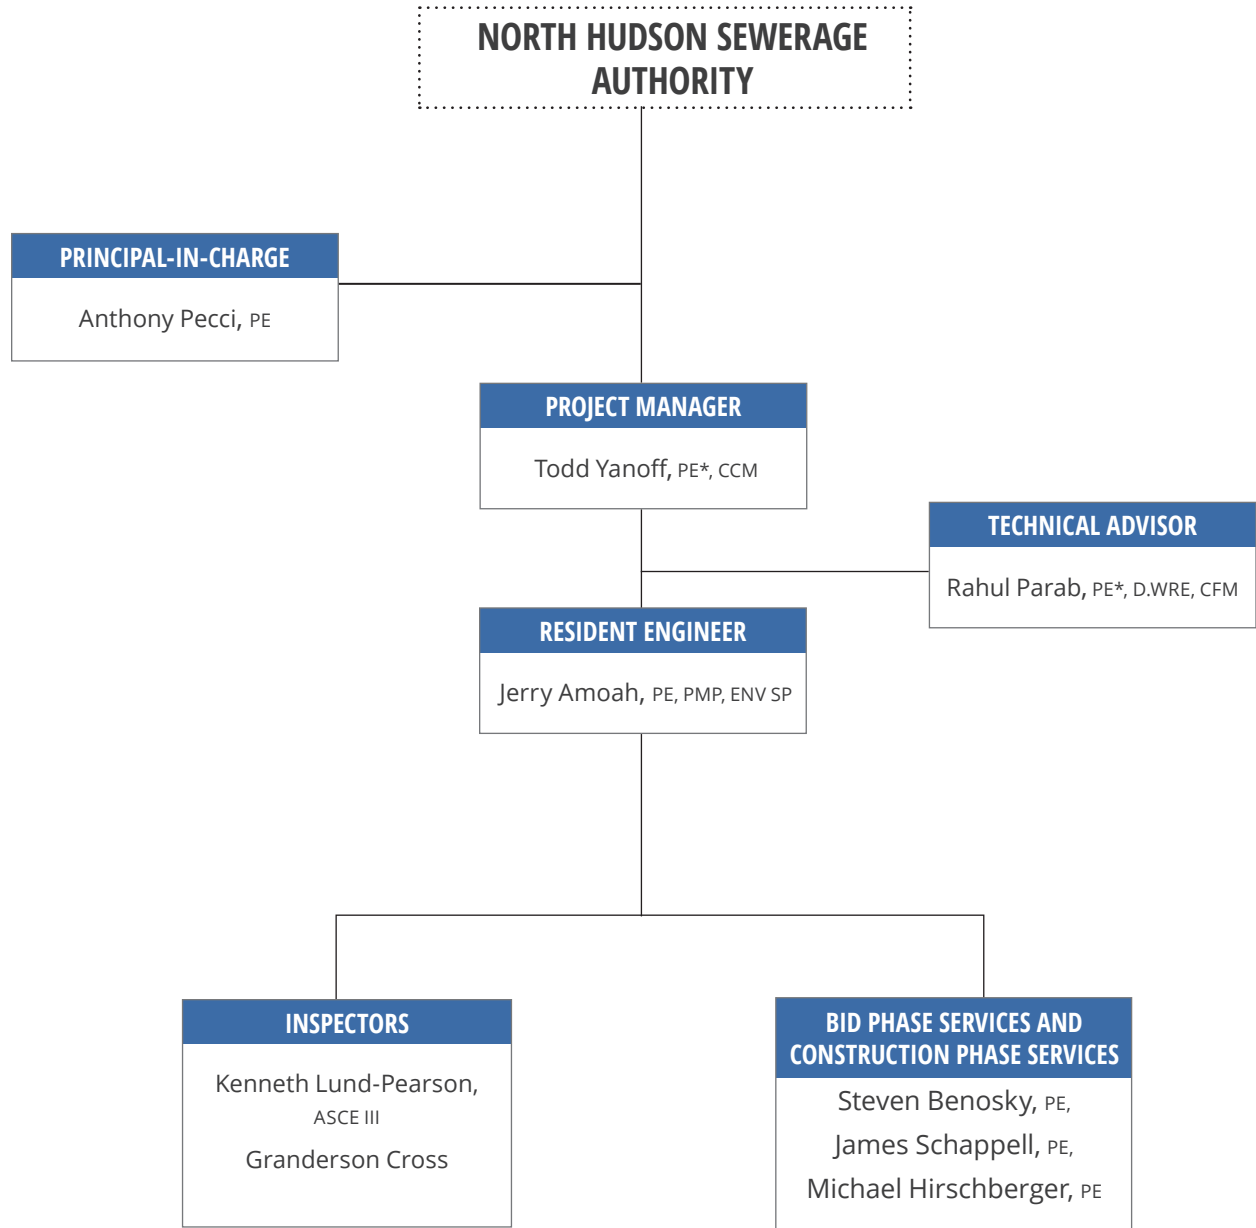 NORTH HUDSON SEWERAGE
AUTHORITY
PRINCIPAL-IN-CHARGE
Anthony Pecci, PE
PROJECT MANAGER
Todd Yanoff, PE*, CCM
TECHNICAL ADVISOR
Rahul Parab, PE*, D.WRE, CFM
RESIDENT ENGINEER
Jerry Amoah, PE, PMP, ENV SP
INSPECTORS
Kenneth Lund-Pearson,
ASCE III
Granderson Cross
BID PHASE SERVICES AND
CONSTRUCTION PHASE SERVICES
Steven Benosky, PE,
James Schappell, PE,
Michael Hirschberger, PE